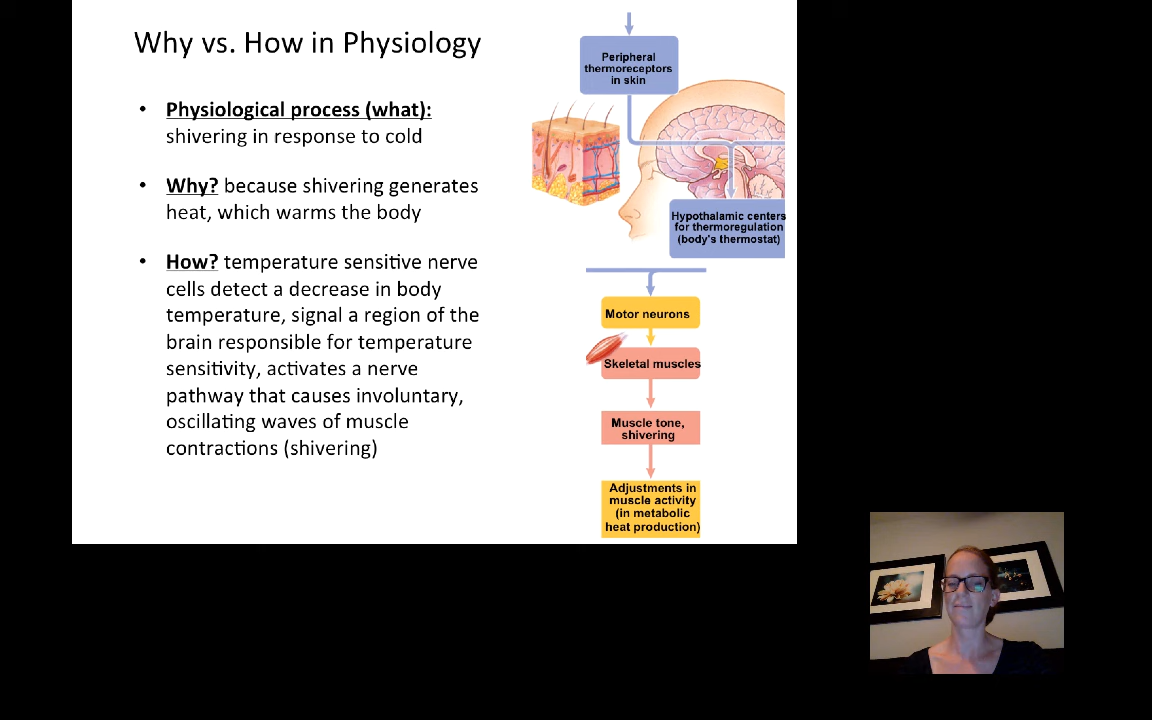 Why vs. How in Physiology
• Physiological process (what):
shivering in response to cold
• Why? because shivering generates
heat, which warms the body
• How? temperature sensitive nerve
cells detect a decrease in body
temperature, signal a region of the
brain responsible for temperature
sensitivity, activates a nerve
pathway that causes involuntary,
oscillating waves of muscle
contractions (shivering)
Peripheral
thermoreceptors
in skin
Hypothalamic centers
for thermoregulation
(body's thermostat)
Motor neurons
Skeletal muscles
Muscle tone,
shivering
Adjustments in
muscle activity
(in metabolic
heat production)